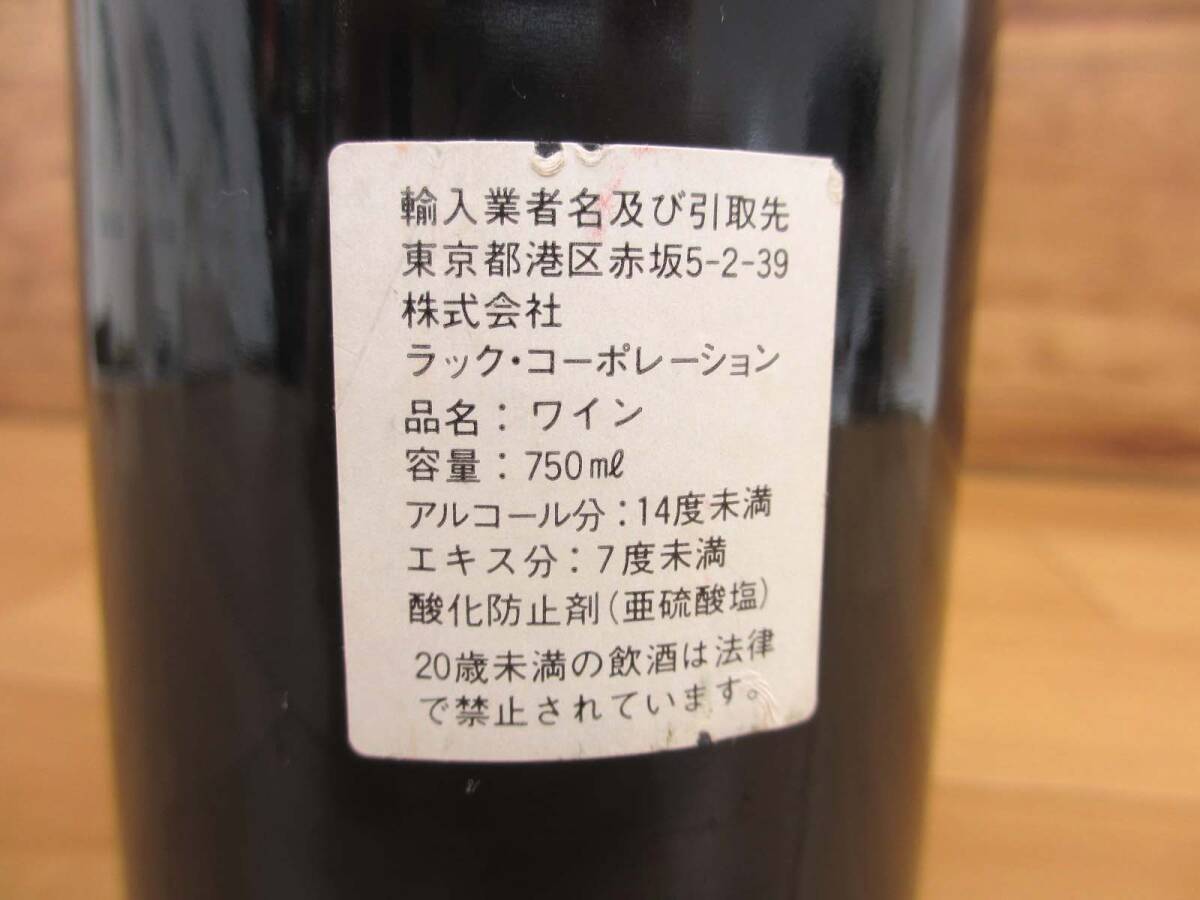 輸入業者名及び引取先
東京都港区赤坂5-2-39
株式会社
ラック・コーポレーション
品名：ワイン
容量：750㎖
アルコール分：14度未満
エキス分：7度未満
酸化防止剤(亜硫酸塩)
20歳未満の飲酒は法律
で禁止されています。